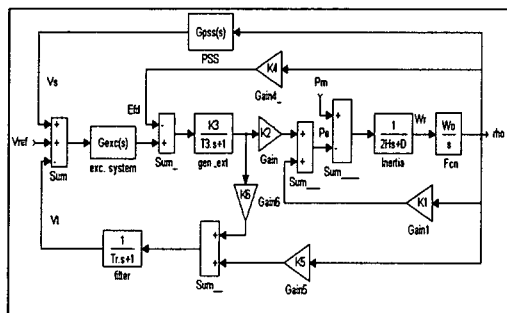 Gpss(s)
PSS
Vs
K4
Gain4_
Pm
Efd
Vref
+
+
-
Sum
Gexc(s)
exc. system
-
+
Sum_
K3
T3.s+1
gen_ext
K2
Gain
Pe
+
+
Sum___
+
-
Sum____
1
2Hs+D
Inertia
Wr
Wo
s
Fcn
rho
K6
Gain6
K1
Gain1
Vt
1
Tr.s+1
filter
+
+
Sum__
K5
Gain5